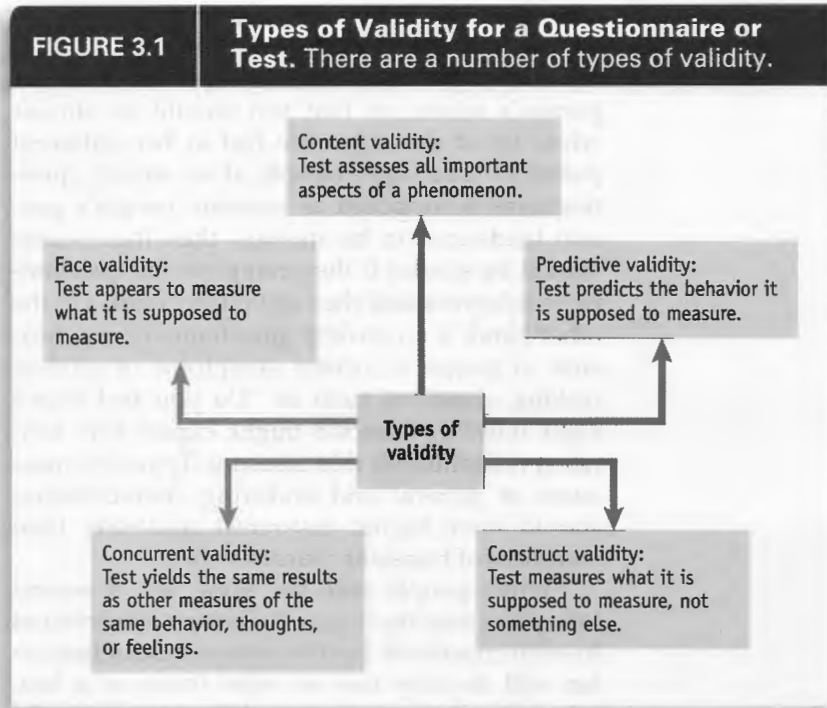 FIGURE 3.1
Types of Validity for a Questionnaire or
Test. There are a number of types of validity.
Content validity:
Test assesses all important
aspects of a phenomenon.
Face validity:
Test appears to measure
what it is supposed to
measure.
Predictive validity:
Test predicts the behavior it
is supposed to measure.
Types of
validity
Concurrent validity:
Test yields the same results
as other measures of the
same behavior, thoughts,
or feelings.
Construct validity:
Test measures what it is
supposed to measure, not
something else.